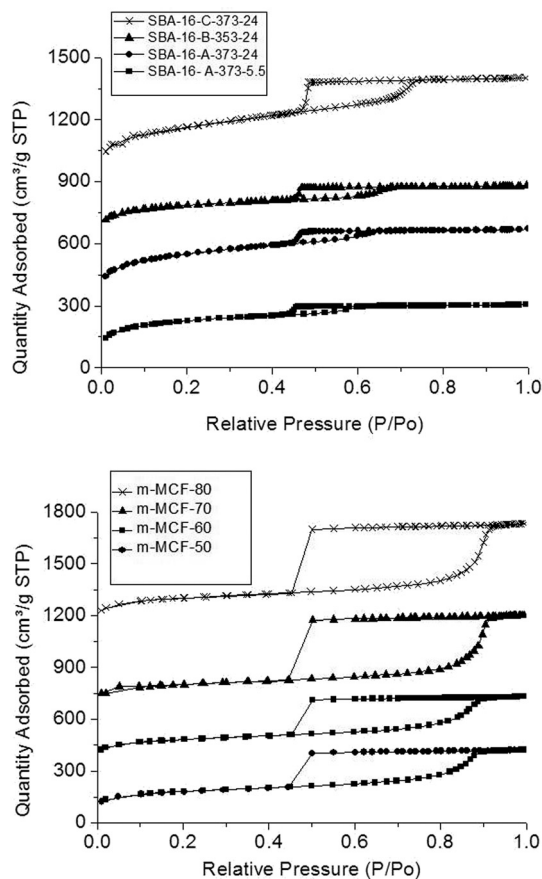 SBA-16-C-373-24
SBA-16-B-353-24
SBA-16-A-373-24
SBA-16- A-373-5.5
1500
1200
900
600
300
0
Quantity Adsorbed (cm³/g STP)
0.0 0.2 0.4 0.6 0.8 1.0
Relative Pressure (P/Po)
m-MCF-80
m-MCF-70
m-MCF-60
m-MCF-50
1800
1500
1200
900
600
300
0
Quantity Adsorbed (cm³/g STP)
0.0 0.2 0.4 0.6 0.8 1.0
Relative Pressure (P/Po)